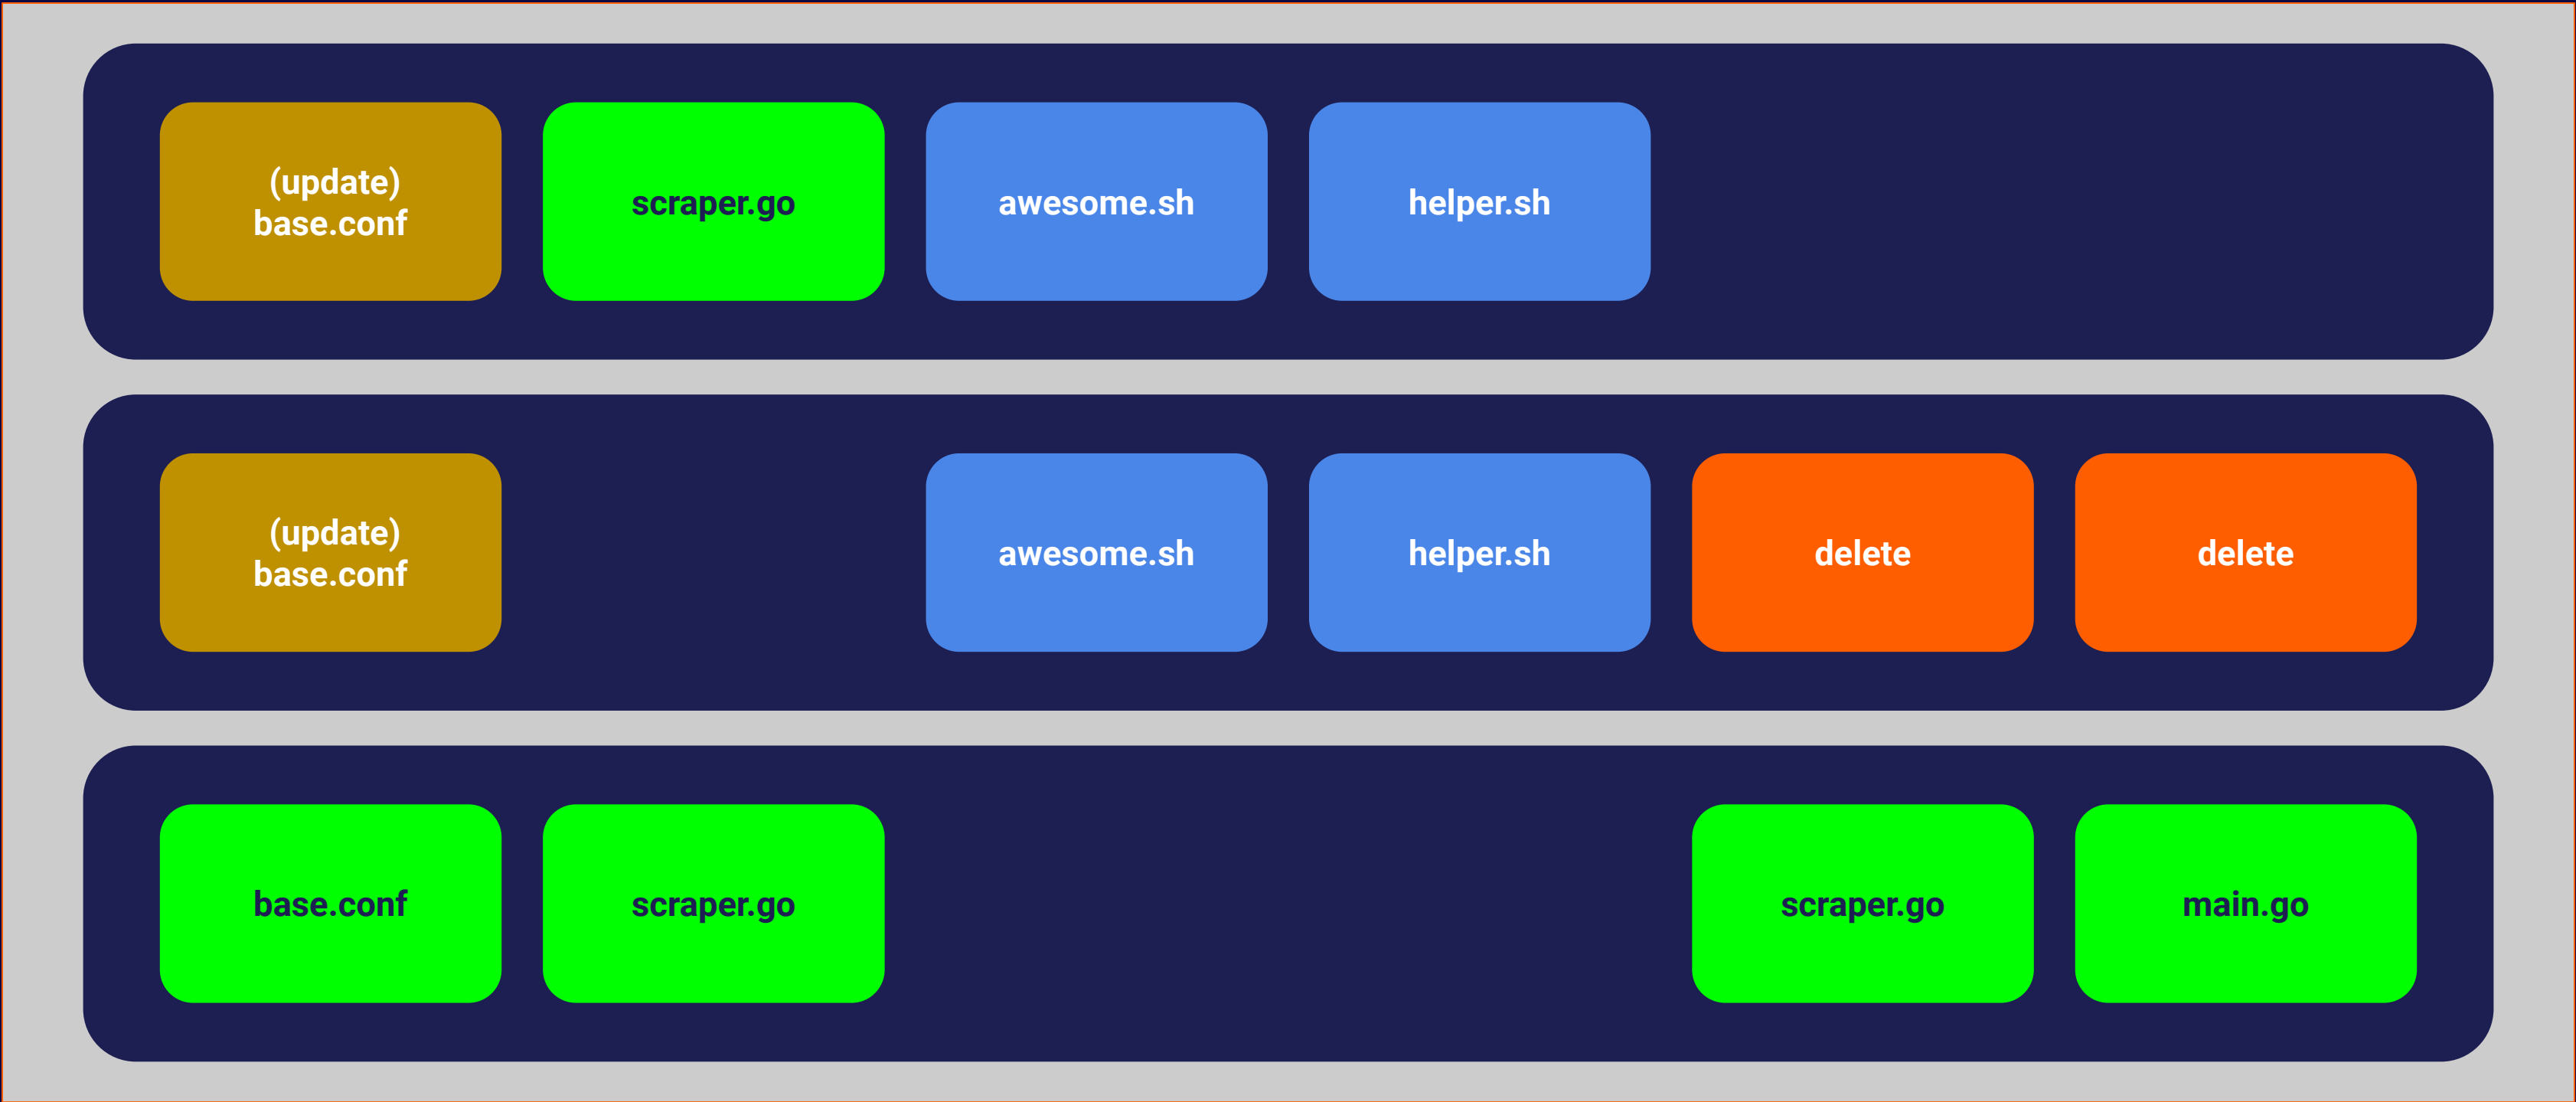 (update)
base.conf
scraper.go
awesome.sh
helper.sh
(update)
base.conf
awesome.sh
helper.sh
delete
delete
base.conf
scraper.go
scraper.go
main.go